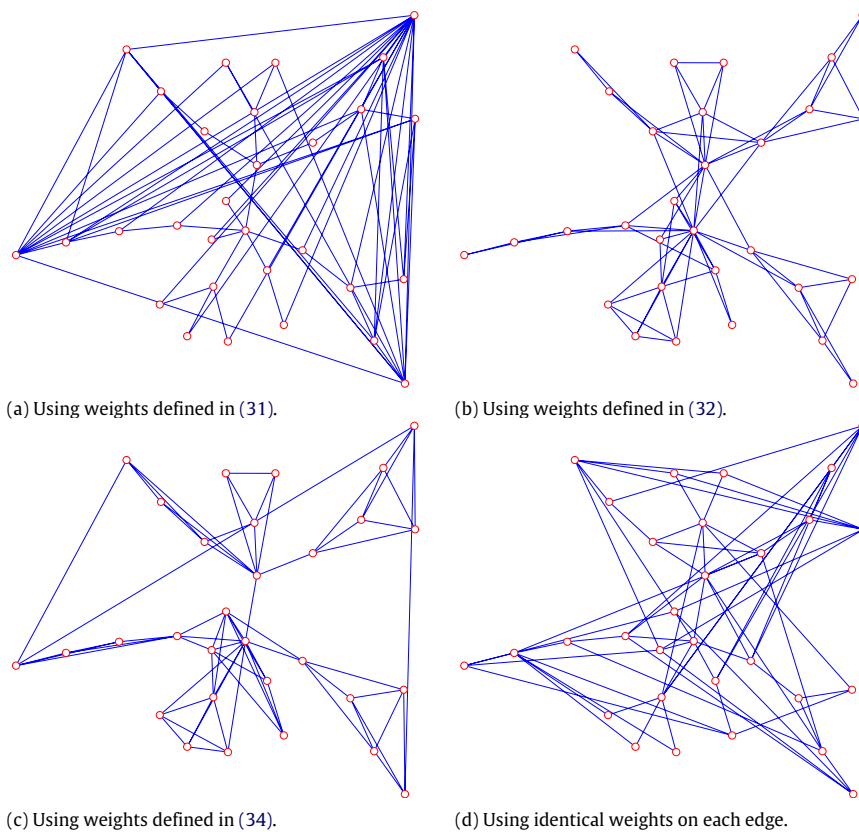 (a) Using weights defined in (31).
(b) Using weights defined in (32).
(c) Using weights defined in (34).
(d) Using identical weights on each edge.